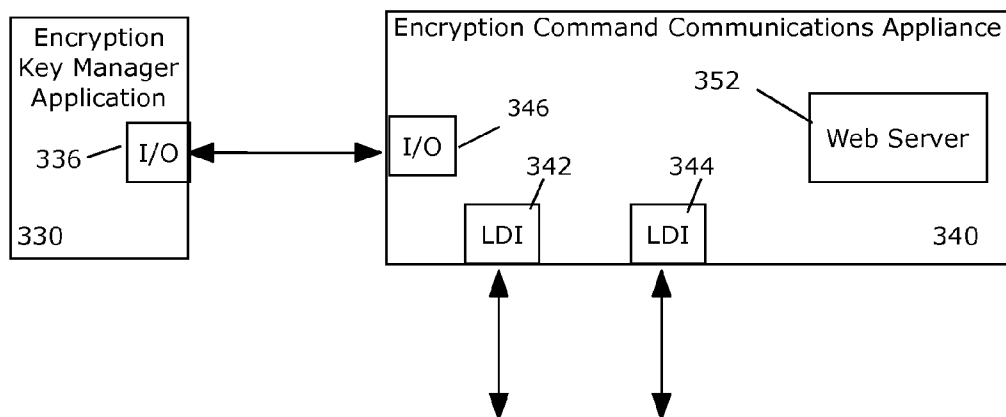 Encryption
Key Manager
Application
336
I/O
330
Encryption Command Communications Appliance
I/O
346
352
Web Server
342
LDI
344
LDI
340